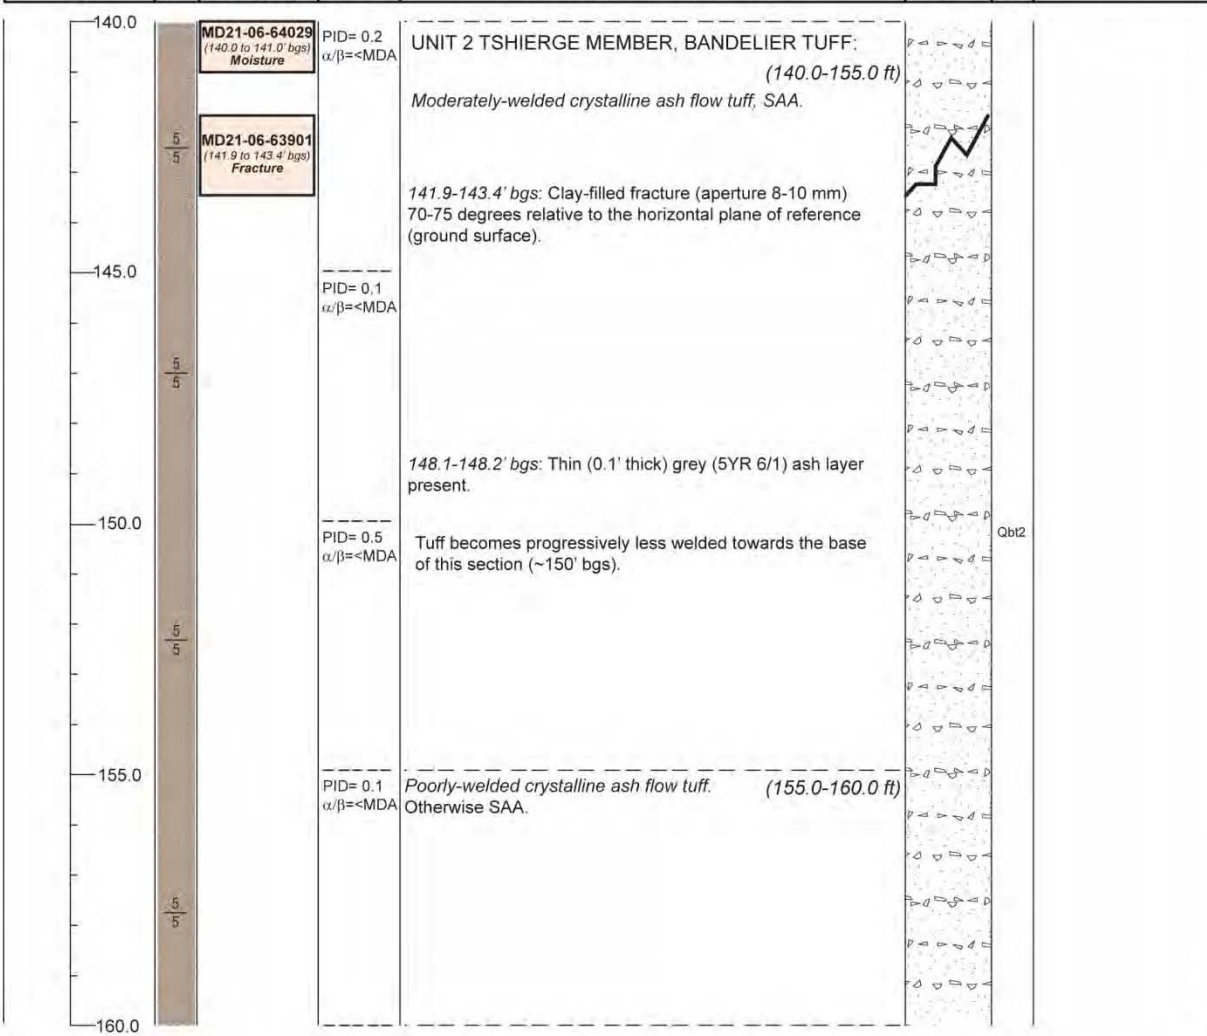 140.0
MD21-06-64029
(140.0 to 141.0' bgs)
Moisture
PID= 0.2
α/β=<MDA
UNIT 2 TSHIERGE MEMBER, BANDELIER TUFF:
(140.0-155.0 ft)
Moderately-welded crystalline ash flow tuff, SAA.
5
5
MD21-06-63901
(141.9 to 143.4' bgs)
Fracture
141.9-143.4' bgs: Clay-filled fracture (aperture 8-10 mm)
70-75 degrees relative to the horizontal plane of reference
(ground surface).
145.0
PID= 0.1
α/β=<MDA
5
5
148.1-148.2' bgs: Thin (0.1' thick) grey (5YR 6/1) ash layer
present.
150.0
PID= 0.5
α/β=<MDA
Tuff becomes progressively less welded towards the base
of this section (~150' bgs).
Qbt2
5
5
155.0
PID= 0.1
α/β=<MDA
Poorly-welded crystalline ash flow tuff. (155.0-160.0 ft)
Otherwise SAA.
5
5
160.0